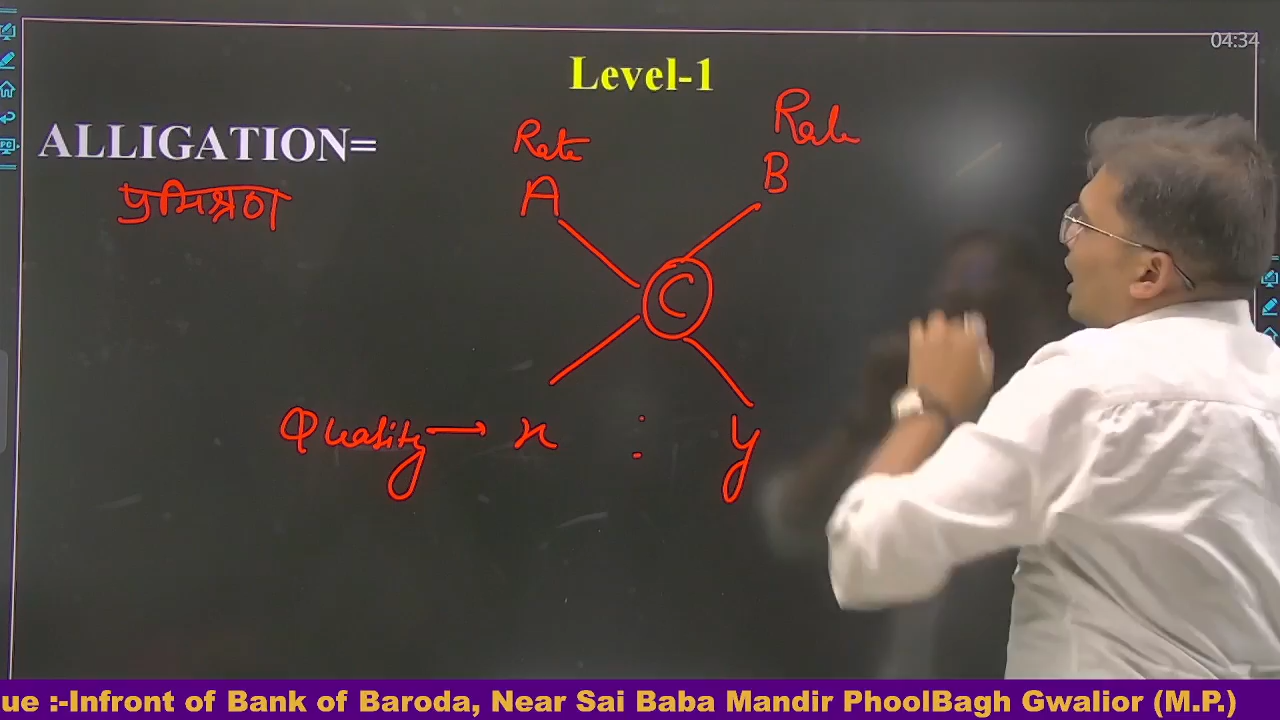 04:34
Level-1
ALLIGATION=
प्रमिश्रण
Rate
Rate
A
B
C
Quality → x : y
ue :-Infront of Bank of Baroda, Near Sai Baba Mandir PhoolBagh Gwalior (M.P.)